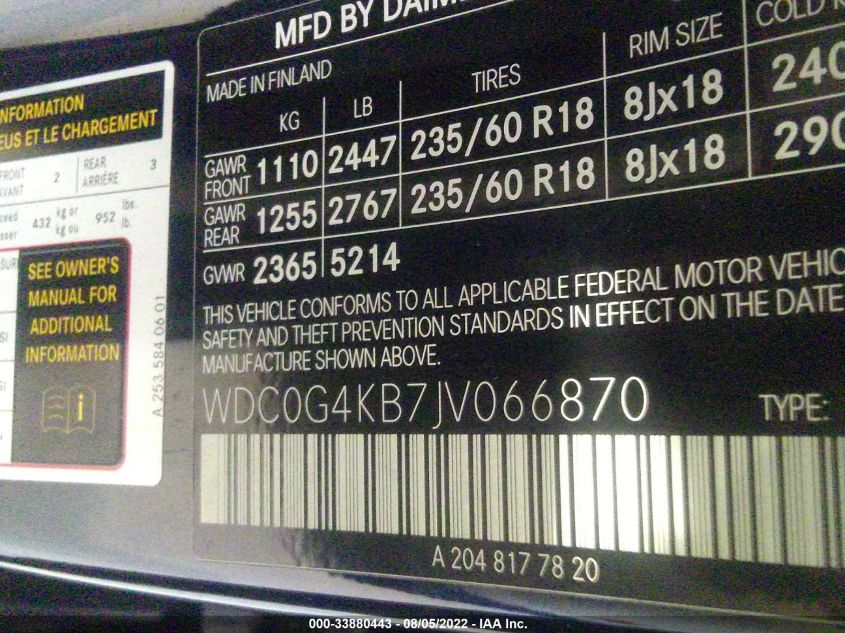 MFD BY
MADE IN FINLAND
KG LB TIRES RIM SIZE COLD
GAWR FRONT 1110 2447 235/60 R18 8Jx18 240
GAWR REAR 1255 2767 235/60 R18 8Jx18 290
GVWR 2365 5214
THIS VEHICLE CONFORMS TO ALL APPLICABLE FEDERAL MOTOR VEHIC
SAFETY AND THEFT PREVENTION STANDARDS IN EFFECT ON THE DATE
MANUFACTURE SHOWN ABOVE.
WDC0G4KB7JV066870 TYPE:
A 204 817 78 20
NFORMATION
EUS ET LE CHARGEMENT
FRONT AVANT 2 REAR ARRIÈRE 3
432 kg or kg ou 952 lbs. lb.
SEE OWNER'S
MANUAL FOR
ADDITIONAL
INFORMATION
A 253 584 06 01
000-33880443 - 08/05/2022 - IAA Inc.